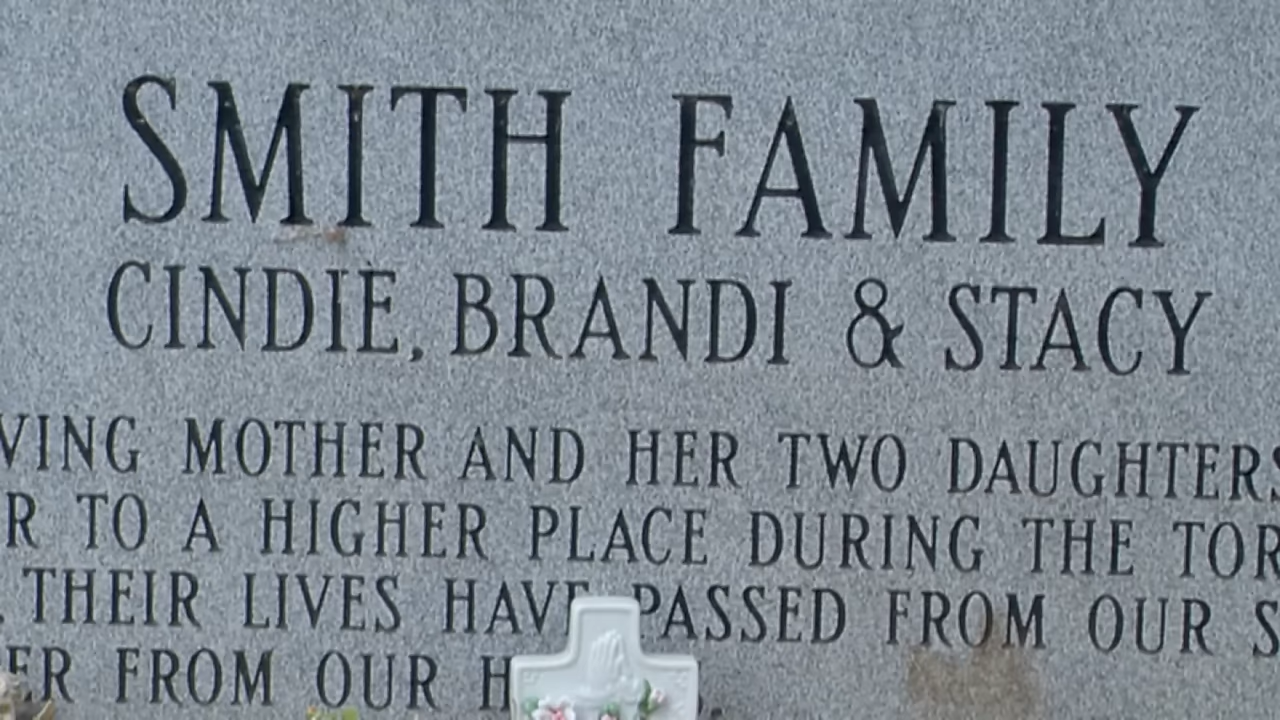 SMITH FAMILY
CINDIE, BRANDI & STACY
MOTHER AND HER TWO DAUGHTERS
TO A HIGHER PLACE DURING THE
THEIR LIVES HAVE PASSED FROM OUR
FROM OUR